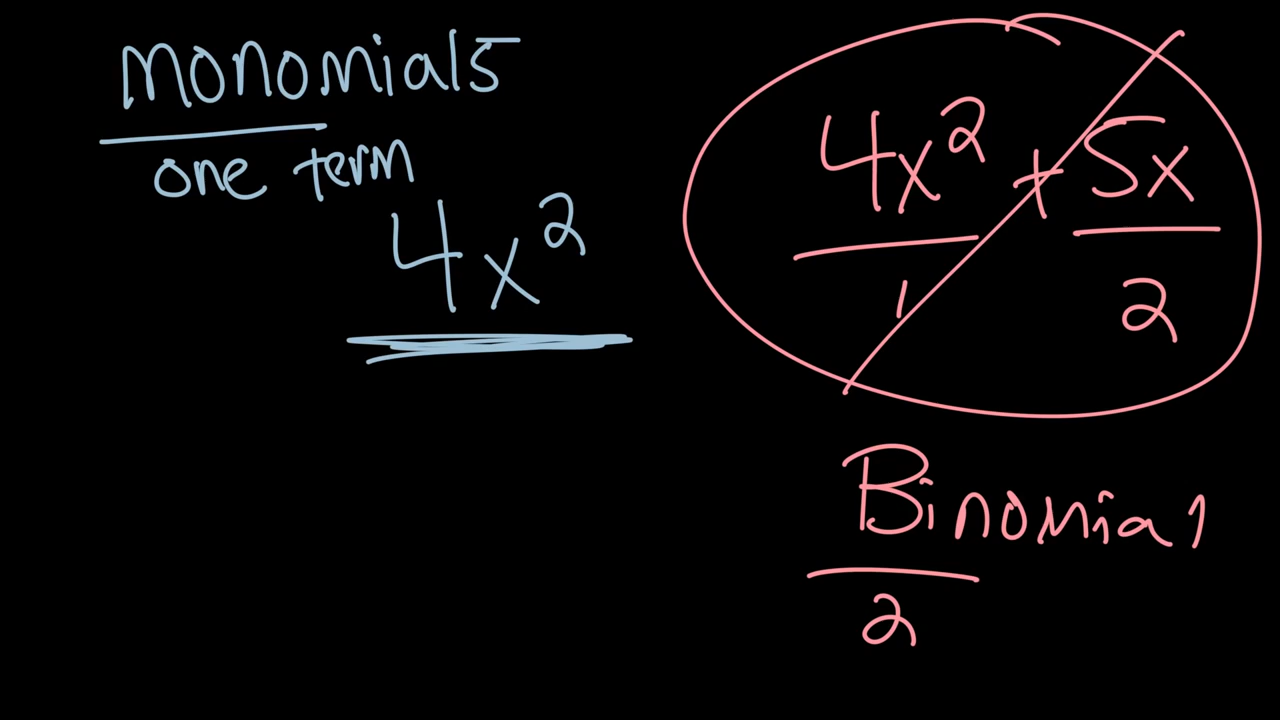 monomials
one term
4x²
4x² + 5x
1 2
Binomial
2